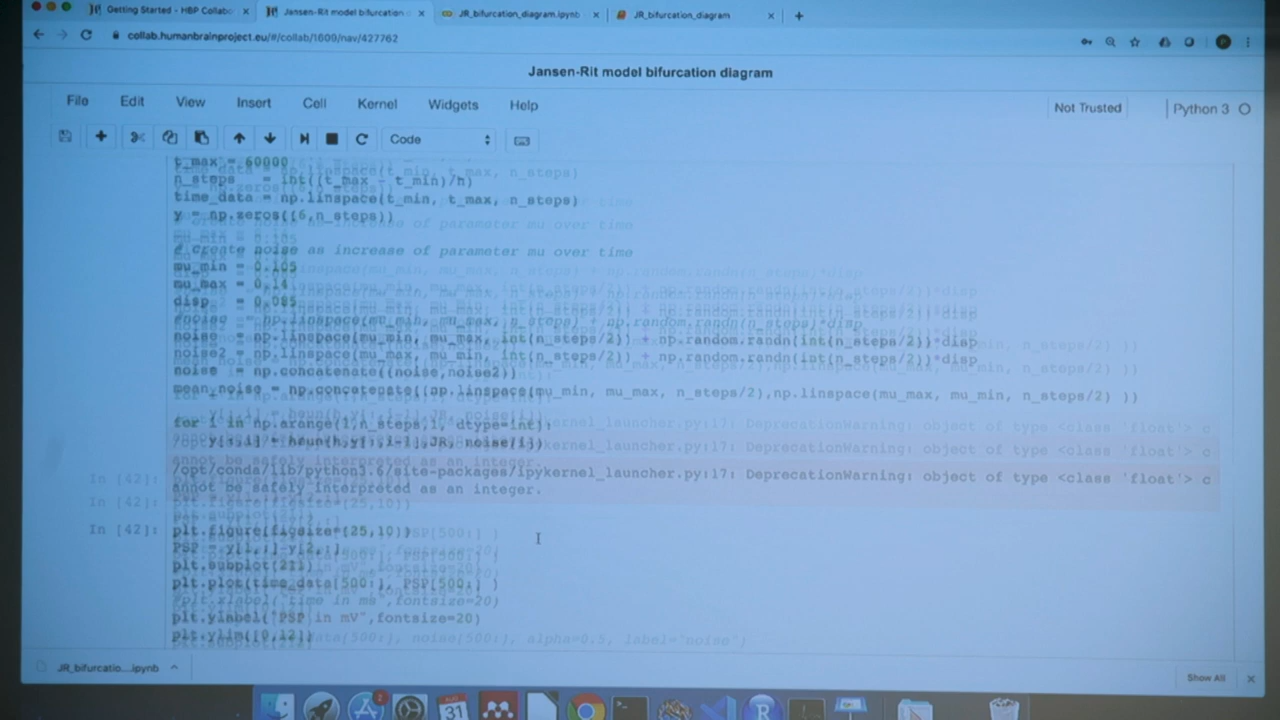 Getting Started - HBP Collabo
Jansen-Rit model bifurcation
JR_bifurcation_diagram.ipynb
JR_bifurcation_diagram
collab.humanbrainproject.eu/#/collab/1600/nav/427762
P
Jansen-Rit model bifurcation diagram
File Edit View Insert Cell Kernel Widgets Help
Not Trusted
Python 3
Code
t_max = 60000
n_steps = int((t_max - t_min)/h)
time_data = np.linspace(t_min, t_max, n_steps)
y = np.zeros((6,n_steps))
# Create noise as increase of parameter mu over time
mu_min = 0.105
mu_max = 0.14
disp = 0.085
#noise = np.linspace(mu_min, mu_max, n_steps) + np.random.randn(n_steps)*disp
noise = np.linspace(mu_min, mu_max, int(n_steps/2)) + np.random.randn(int(n_steps/2))*disp
noise2 = np.linspace(mu_max, mu_min, int(n_steps/2)) + np.random.randn(int(n_steps/2))*disp
noise = np.concatenate((noise,noise2))
mean_noise = np.concatenate((np.linspace(mu_min, mu_max, n_steps/2),np.linspace(mu_max, mu_min, n_steps/2) ))
for i in np.arange(1,n_steps,1, dtype=int):
y[:,i] = heun(h,y[:,i-1],JR, noise[i])
/opt/conda/lib/python3.6/site-packages/ipykernel_launcher.py:17: DeprecationWarning: object of type <class 'float'> c
annot be safely interpreted as an integer.
In [42]:
plt.figure(figsize=(25,10))
PSP = y[1,:]-y[2,:]
plt.subplot(211)
plt.plot(time_data[500:], PSP[500:] )
#plt.xlabel('time in ms',fontsize=20)
plt.ylabel("PSP in mV",fontsize=20)
plt.ylim([0,12])
JR_bifurcatio....ipynb
Show All
2
31
R